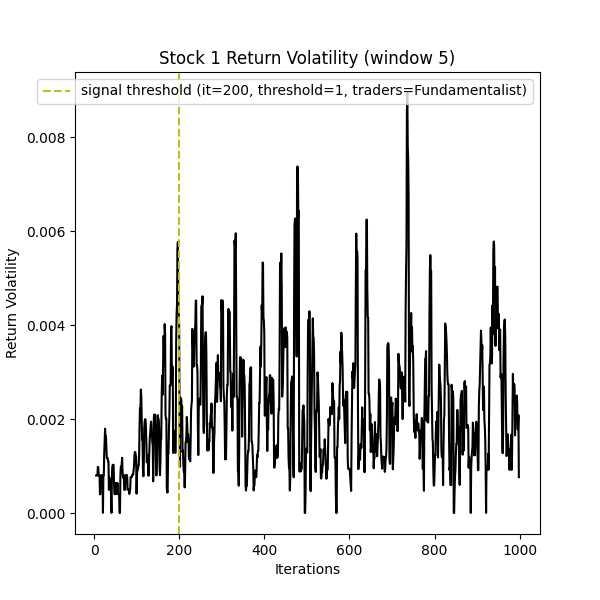 Stock 1 Return Volatility (window 5)
signal threshold (it=200, threshold=1, traders=Fundamentalist)
Return Volatility
0.008
0.006
0.004
0.002
0.000
0 200 400 600 800 1000
Iterations